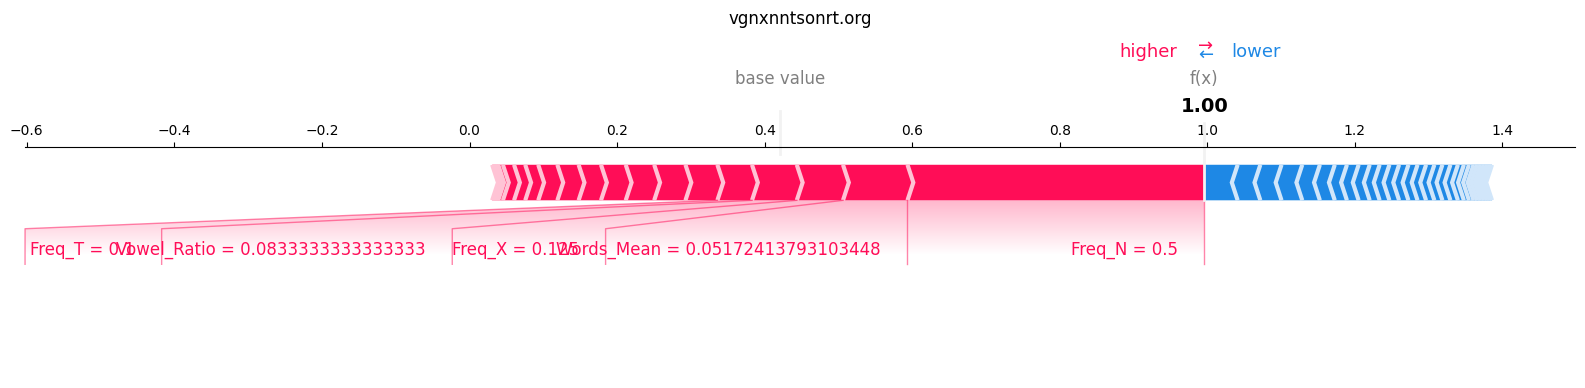 vgnxnntsonrt.org
higher → ← lower
base value f(x)
1.00
−0.6 −0.4 −0.2 0.0 0.2 0.4 0.6 0.8 1.0 1.2 1.4
Freq_T = 0.1 Vowel_Ratio = 0.0833333333333333 Freq_X = 0.125 Words_Mean = 0.05172413793103448 Freq_N = 0.5